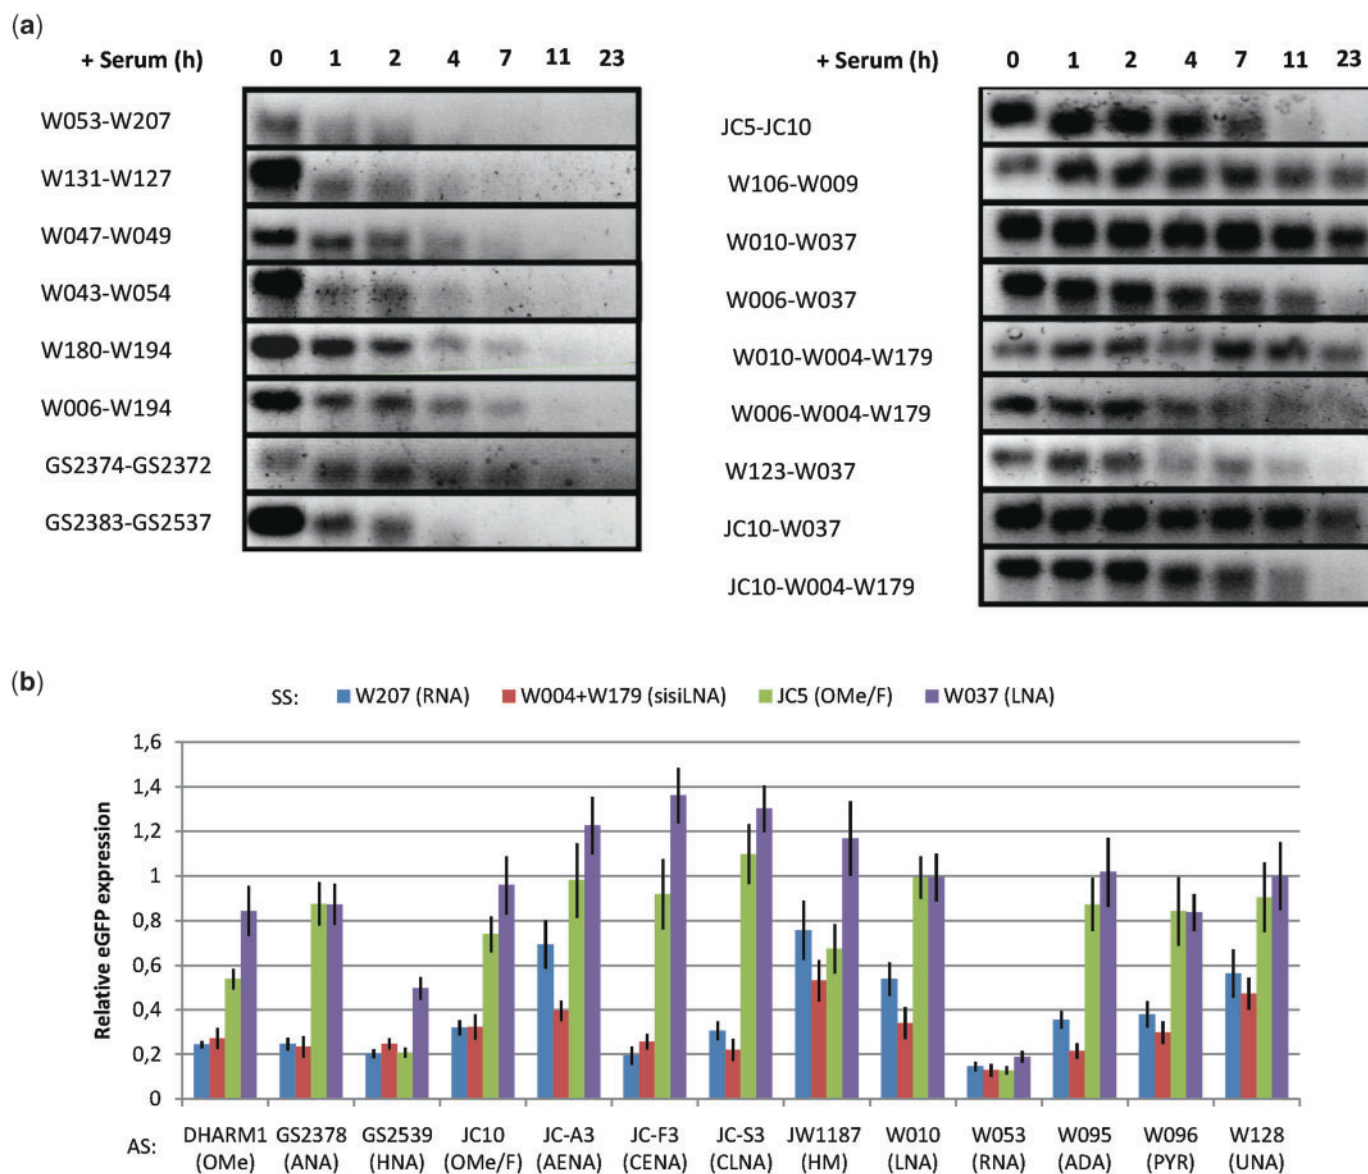 (a)
+ Serum (h) 0 1 2 4 7 11 23
W053-W207
W131-W127
W047-W049
W043-W054
W180-W194
W006-W194
GS2374-GS2372
GS2383-GS2537
+ Serum (h) 0 1 2 4 7 11 23
JC5-JC10
W106-W009
W010-W037
W006-W037
W010-W004-W179
W006-W004-W179
W123-W037
JC10-W037
JC10-W004-W179
(b)
SS: W207 (RNA) W004+W179 (sisiLNA) JC5 (OMe/F) W037 (LNA)
Relative eGFP expression
1,6
1,4
1,2
1
0,8
0,6
0,4
0,2
0
AS: DHARM1 GS2378 GS2539 JC10 JC-A3 JC-F3 JC-S3 JW1187 W010 W053 W095 W096 W128
(OMe) (ANA) (HNA) (OMe/F) (AENA) (CENA) (CLNA) (HM) (LNA) (RNA) (ADA) (PYR) (UNA)